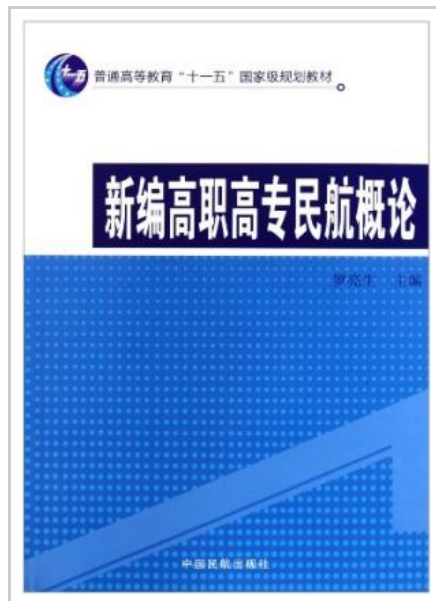 十一五
普通高等教育“十一五”国家级规划教材
新编高职高专民航概论
罗亮生 主编
中国民航出版社